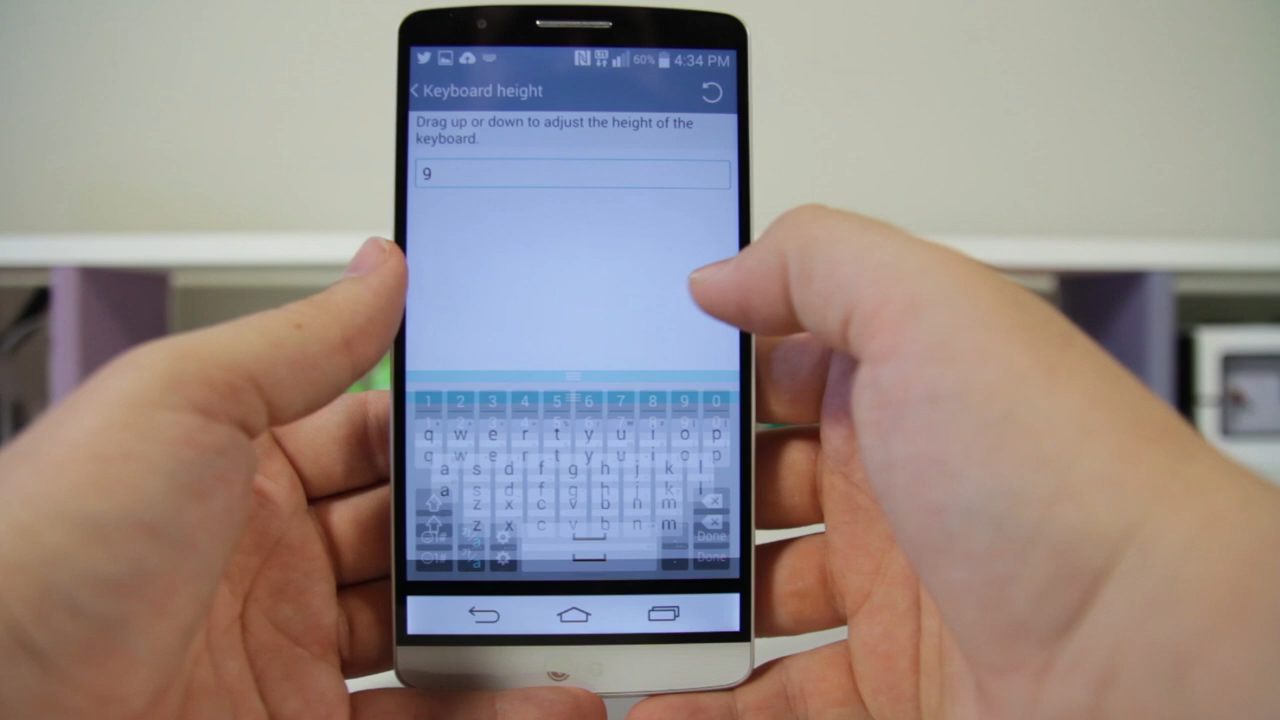 60% 4:34 PM
Keyboard height
Drag up or down to adjust the height of the
keyboard.
9
1 2 3 4 5 6 7 8 9 0
q w e r t y u i o p
q w e r t y u i o p
a s d f g h j k l
a s d f g h j k l
z x c v b n m
z x c v b n m
Done
Done